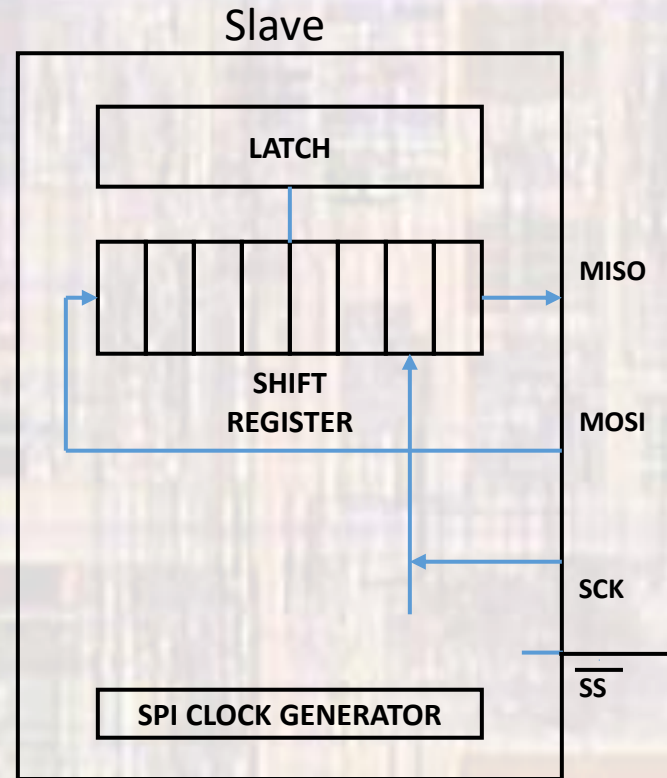 Slave
LATCH
MISO
SHIFT
REGISTER
MOSI
SCK
SS
SPI CLOCK GENERATOR